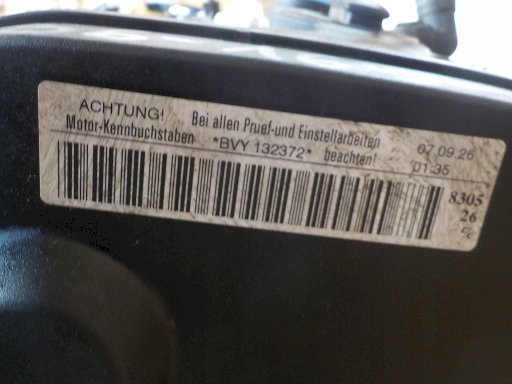 ACHTUNG! Bei allen Pruef-und Einstellarbeiten 07.09.26
Motor-Kennbuchstaben *BVY 132372* beachten! 01:35
8305
26
%